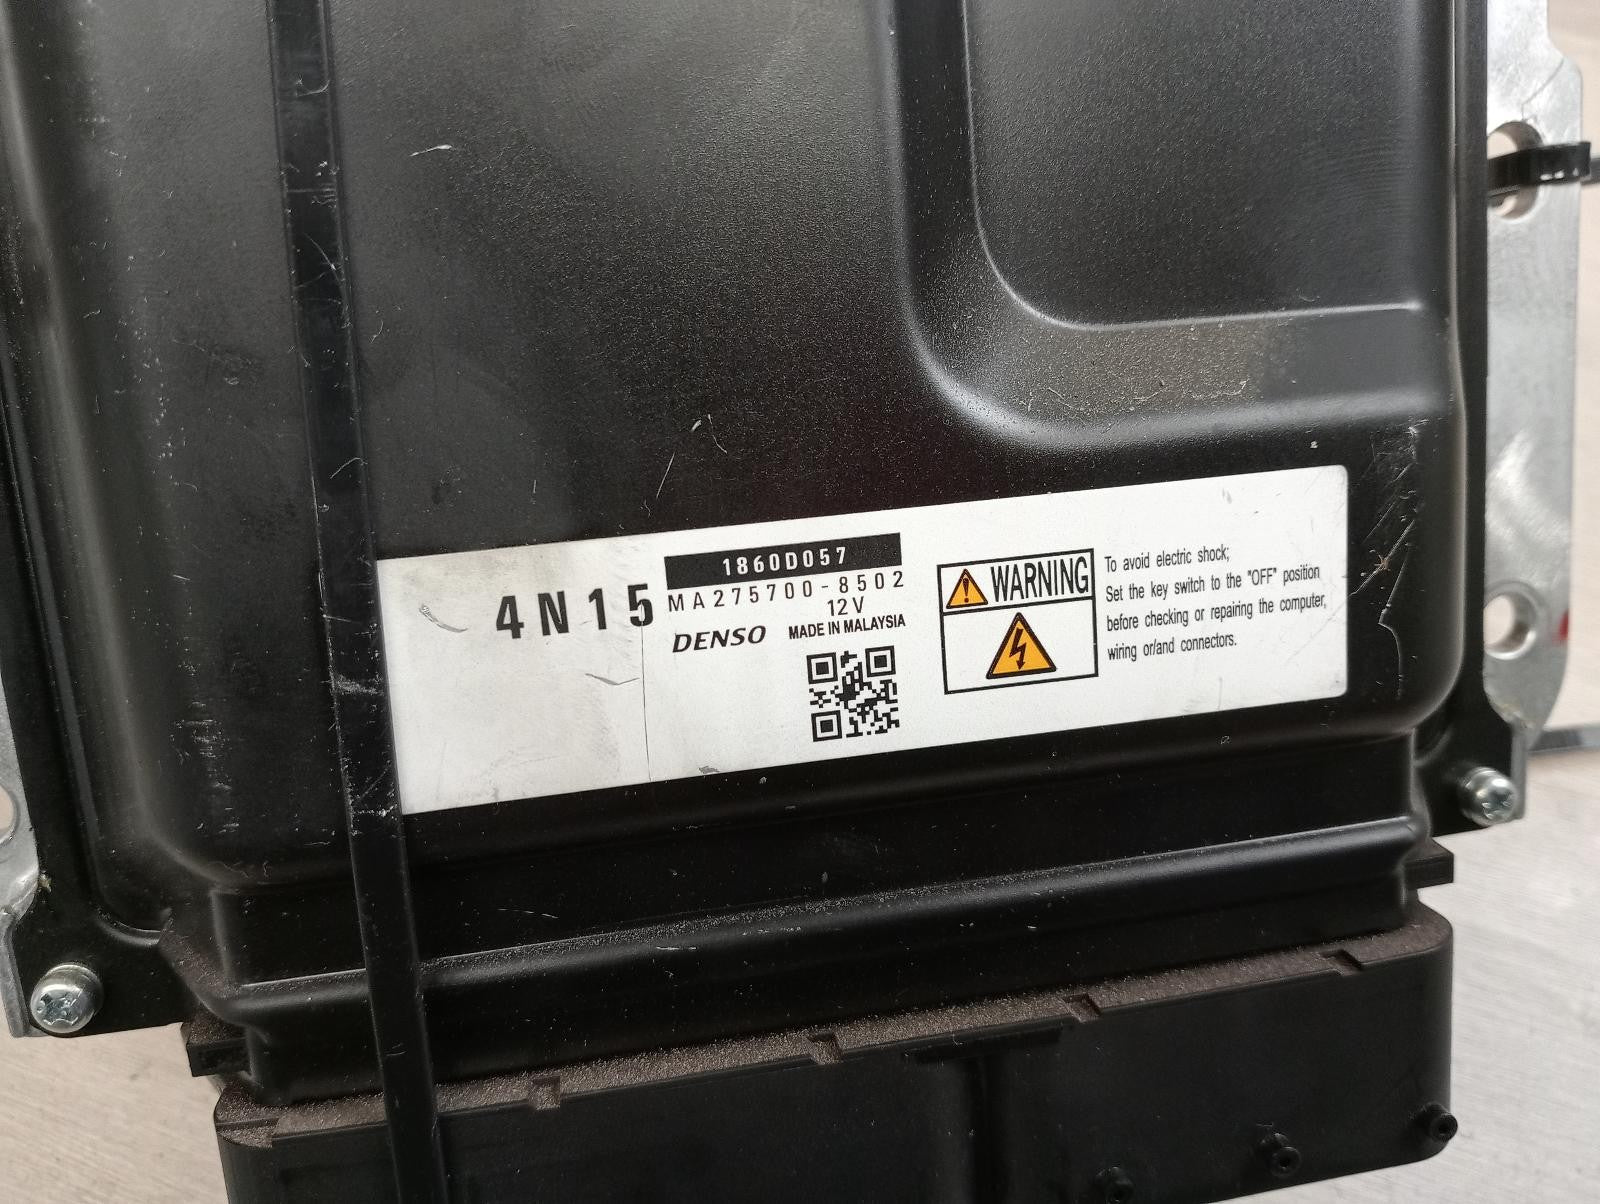 4N15
1860D057
MA275700-8502
12V
DENSO MADE IN MALAYSIA
WARNING
To avoid electric shock;
Set the key switch to the "OFF" position
before checking or repairing the computer,
wiring or/and connectors.